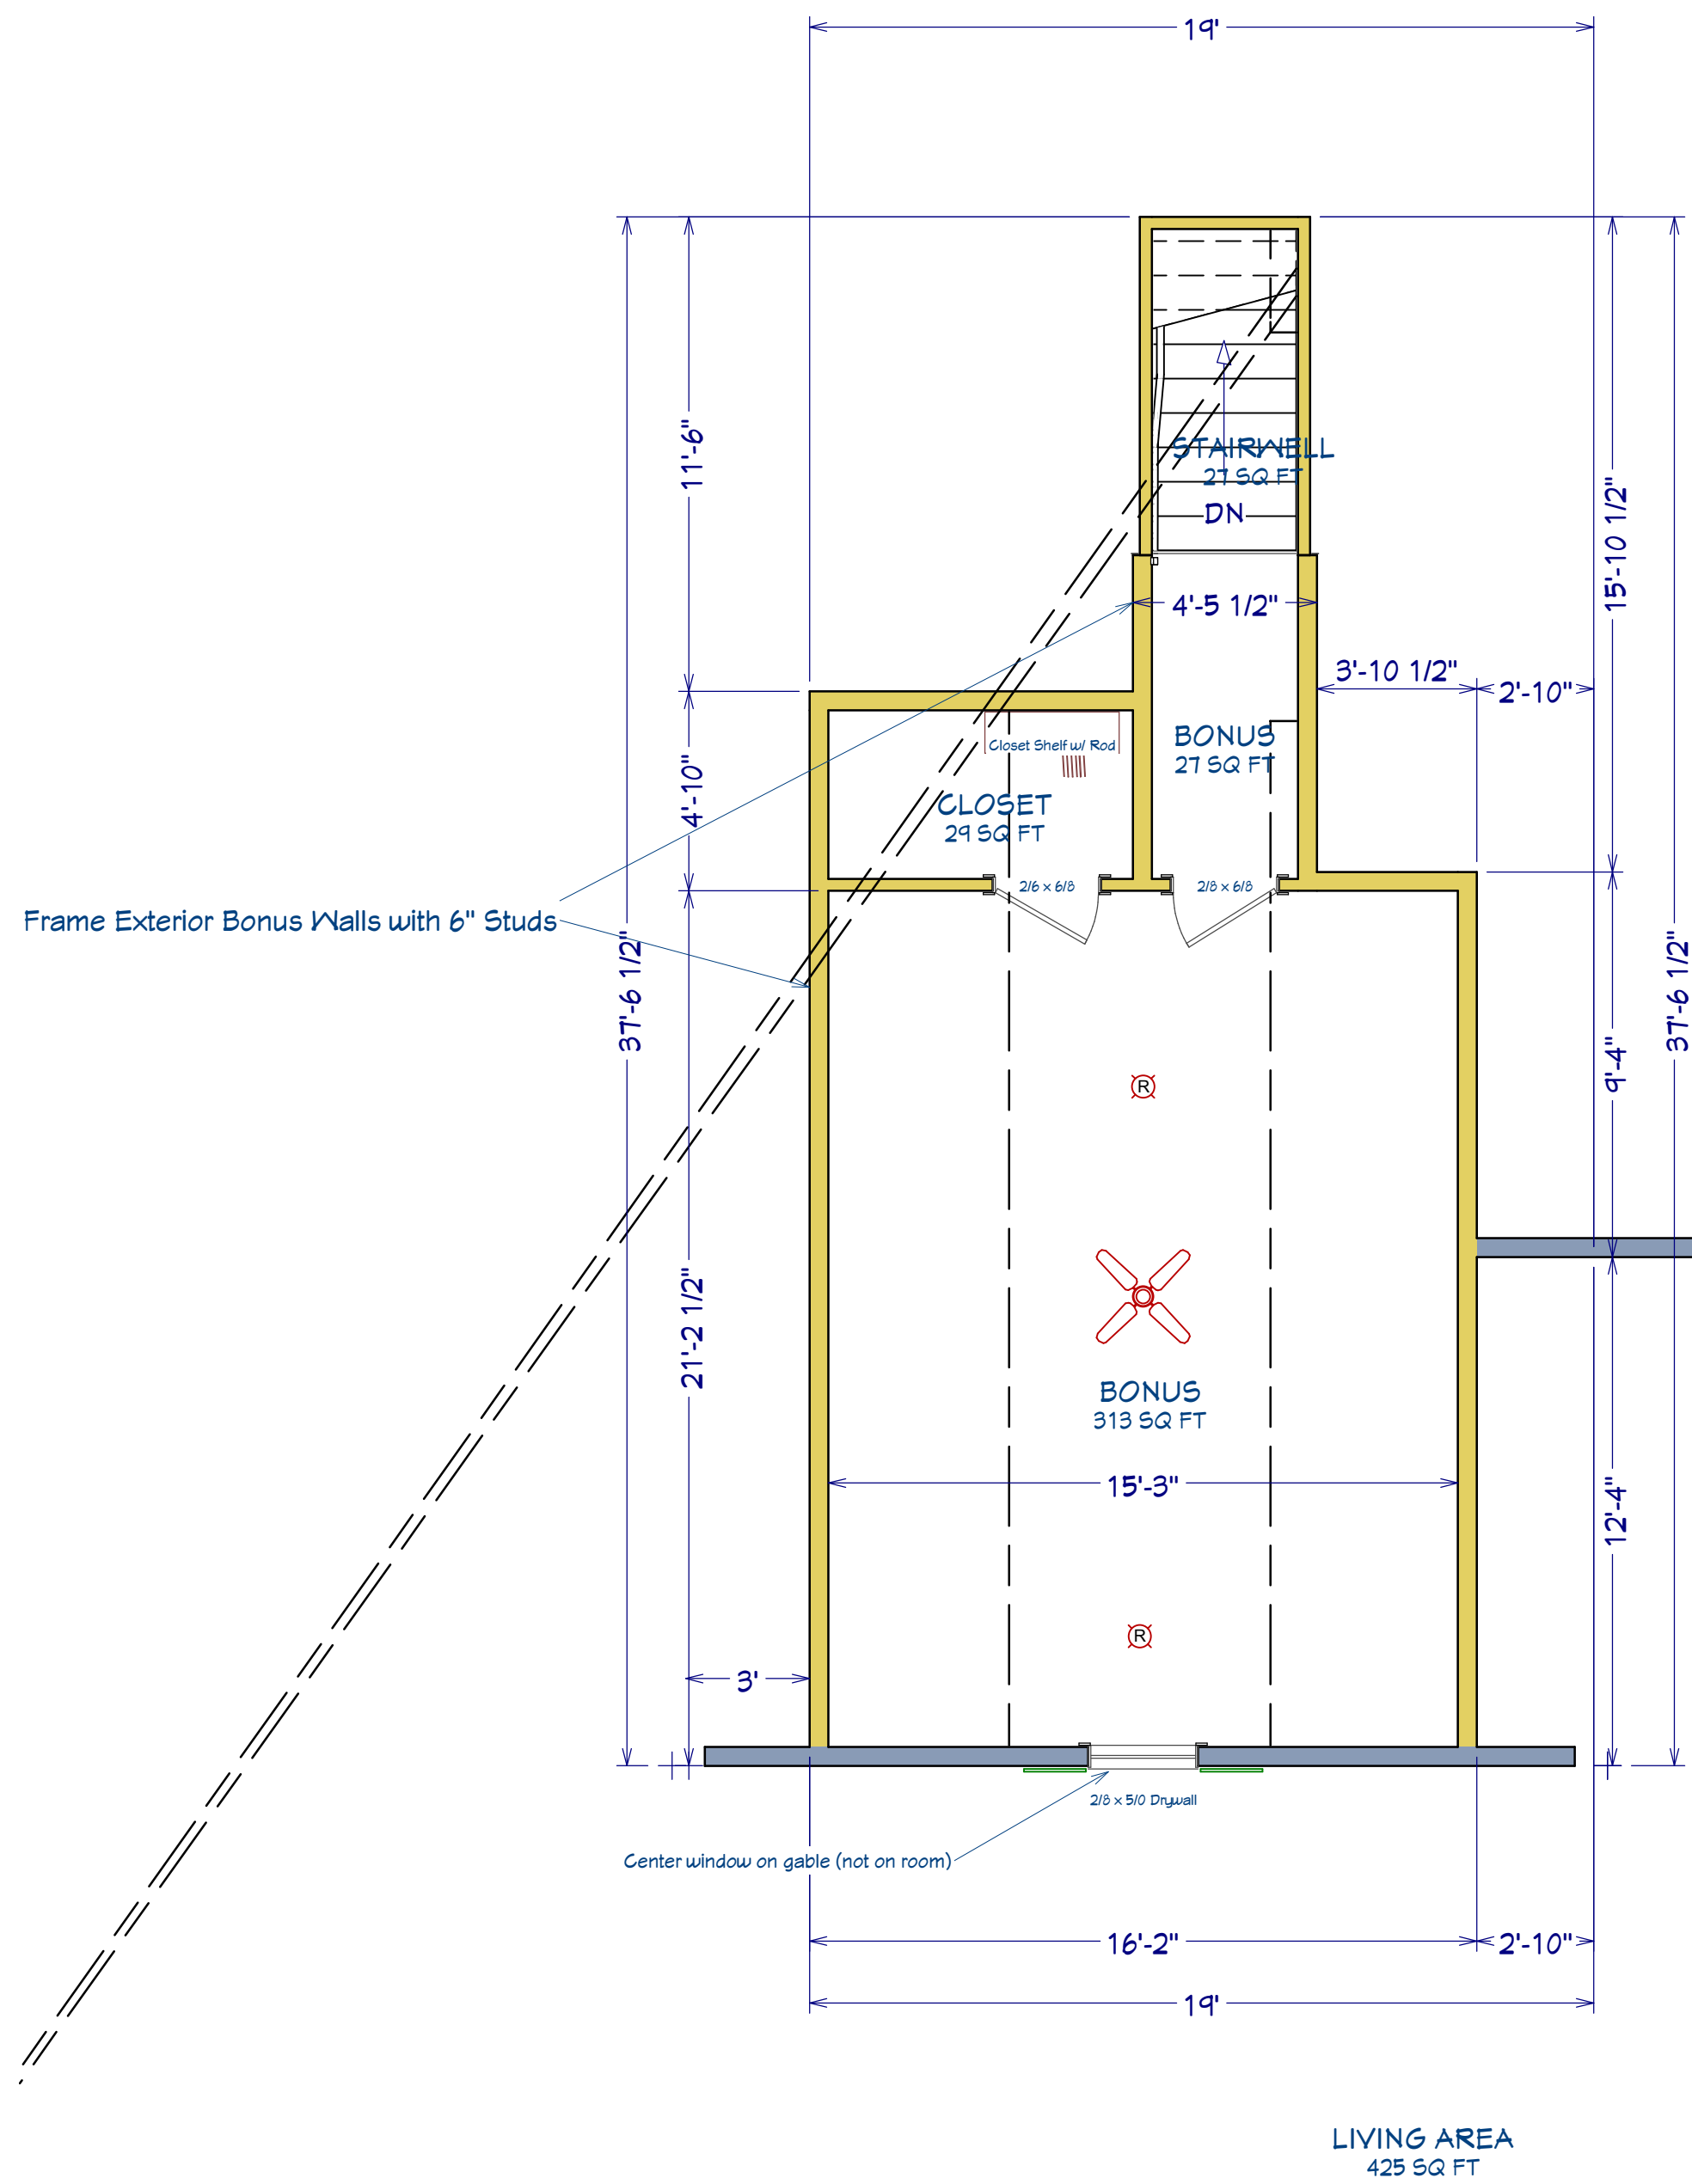 19'
11'-6"
STAIRWELL
27 SQ FT
DN
15'-10 1/2"
4'-5 1/2"
3'-10 1/2"
2'-10"
Closet Shelf w/ Rod
BONUS
27 SQ FT
4'-10"
CLOSET
29 SQ FT
2/6 x 6/8
2/8 x 6/8
Frame Exterior Bonus Walls with 6" Studs
37'-6 1/2"
37'-6 1/2"
9'-4"
R
21'-2 1/2"
BONUS
313 SQ FT
15'-3"
12'-4"
R
3'
2/8 x 5/0 Drywall
Center window on gable (not on room)
16'-2"
2'-10"
19'
LIVING AREA
425 SQ FT